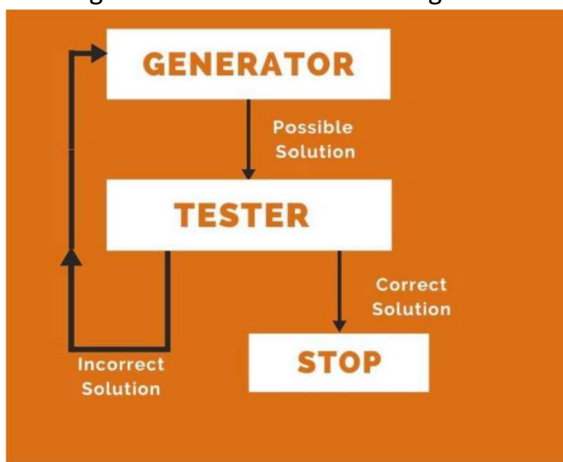 GENERATOR
Possible
Solution
TESTER
Correct
Solution
STOP
Incorrect
Solution